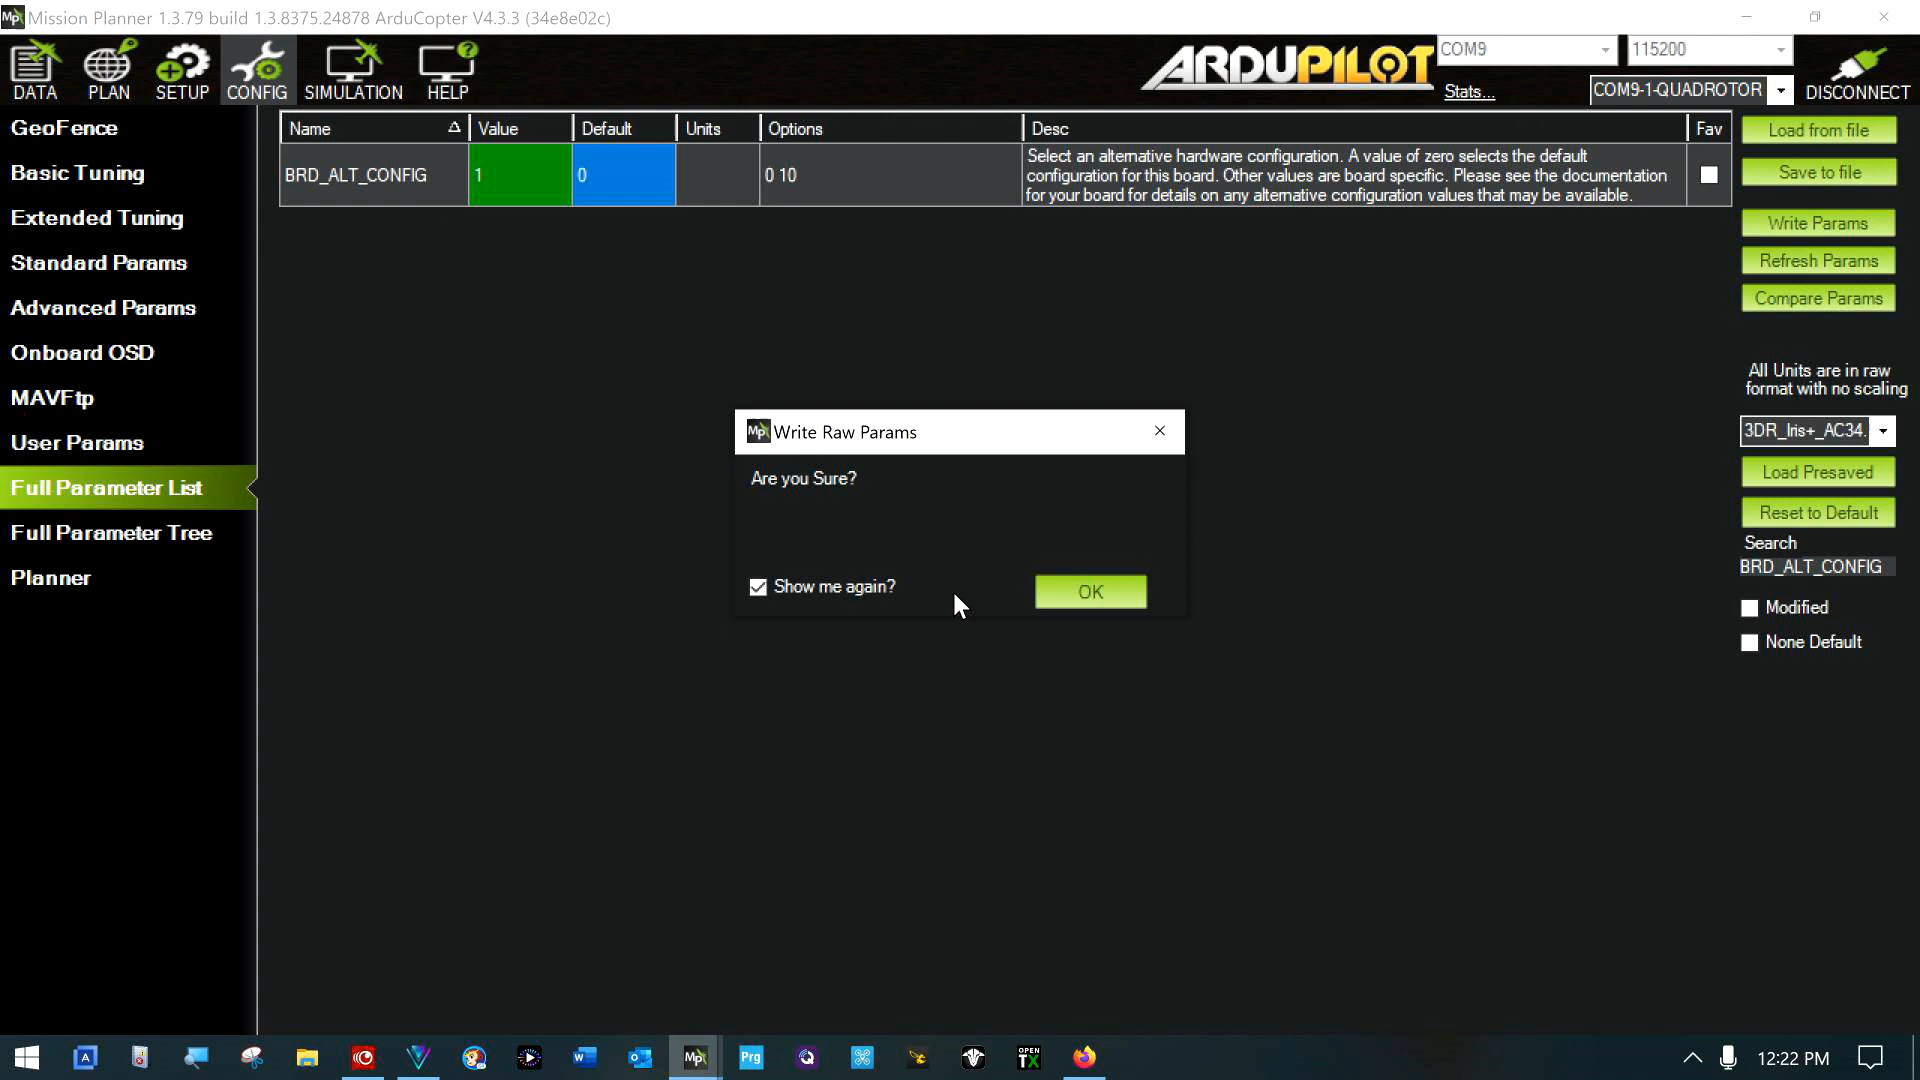 Mission Planner 1.3.79 build 1.3.8375.24878 ArduCopter V4.3.3 (34e8e02c)
DATA
PLAN
SETUP
CONFIG
SIMULATION
HELP
ARDUPILOT
COM9
115200
Stats...
COM9-1-QUADROTOR
DISCONNECT
GeoFence
Basic Tuning
Extended Tuning
Standard Params
Advanced Params
Onboard OSD
MAVFtp
User Params
Full Parameter List
Full Parameter Tree
Planner
Name Value Default Units Options Desc Fav
BRD_ALT_CONFIG 1 0 0 10
Select an alternative hardware configuration. A value of zero selects the default
configuration for this board. Other values are board specific. Please see the documentation
for your board for details on any alternative configuration values that may be available.
Load from file
Save to file
Write Params
Refresh Params
Compare Params
All Units are in raw
format with no scaling
3DR_Iris+_AC34.
Load Presaved
Reset to Default
Search
BRD_ALT_CONFIG
Modified
None Default
Write Raw Params
Are you Sure?
Show me again?
OK
Mp
Prg
OPEN
TX
12:22 PM